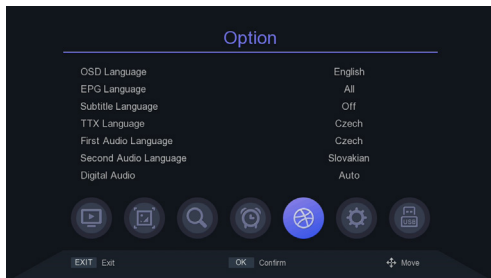 Option
OSD Language English
EPG Language All
Subtitle Language Off
TTX Language Czech
First Audio Language Czech
Second Audio Language Slovakian
Digital Audio Auto
USB
EXIT Exit OK Confirm Move